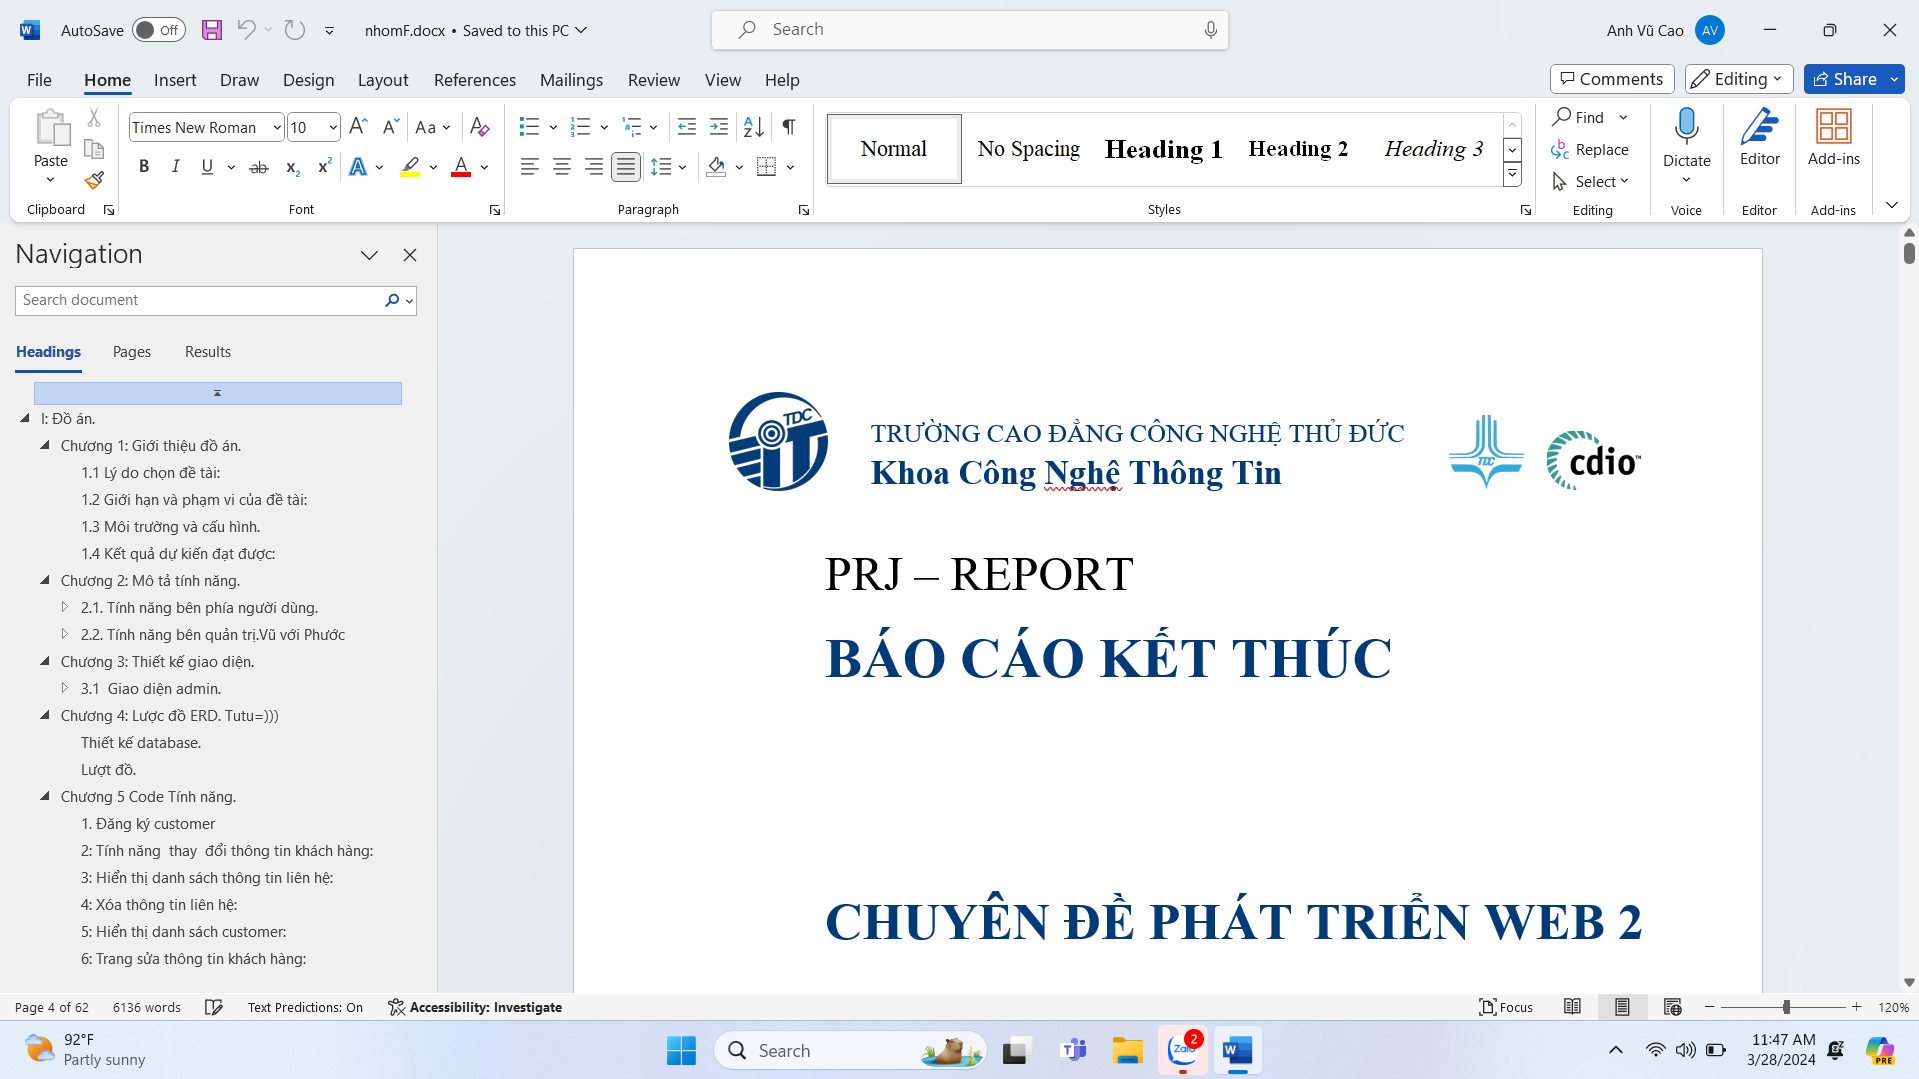 AutoSave Off nhomF.docx • Saved to this PC Search Anh Vũ Cao AV
File Home Insert Draw Design Layout References Mailings Review View Help Comments Editing Share
Paste Times New Roman 10 Aa Normal No Spacing Heading 1 Heading 2 Heading 3 Find Replace Select Dictate Editor Add-ins
B I U ab x₂ x² A A
Clipboard Font Paragraph Styles Editing Voice Editor Add-ins
Navigation
Search document
Headings Pages Results
I: Đồ án.
Chương 1: Giới thiệu đồ án.
1.1 Lý do chọn đề tài:
1.2 Giới hạn và phạm vi của đề tài:
1.3 Môi trường và cấu hình.
1.4 Kết quả dự kiến đạt được:
Chương 2: Mô tả tính năng.
2.1. Tính năng bên phía người dùng.
2.2. Tính năng bên quản trị.Vũ với Phước
Chương 3: Thiết kế giao diện.
3.1 Giao diện admin.
Chương 4: Lược đồ ERD. Tutu=)))
Thiết kế database.
Lượt đồ.
Chương 5 Code Tính năng.
1. Đăng ký customer
2: Tính năng thay đổi thông tin khách hàng:
3: Hiển thị danh sách thông tin liên hệ:
4: Xóa thông tin liên hệ:
5: Hiển thị danh sách customer:
6: Trang sửa thông tin khách hàng:
TDC IT
TRƯỜNG CAO ĐẲNG CÔNG NGHỆ THỦ ĐỨC
Khoa Công Nghệ Thông Tin
TDC
cdio™
PRJ – REPORT
BÁO CÁO KẾT THÚC
CHUYÊN ĐỀ PHÁT TRIỂN WEB 2
Page 4 of 62 6136 words Text Predictions: On Accessibility: Investigate Focus 120%
92°F
Partly sunny
Search
Zalo 2
11:47 AM
3/28/2024
PRE